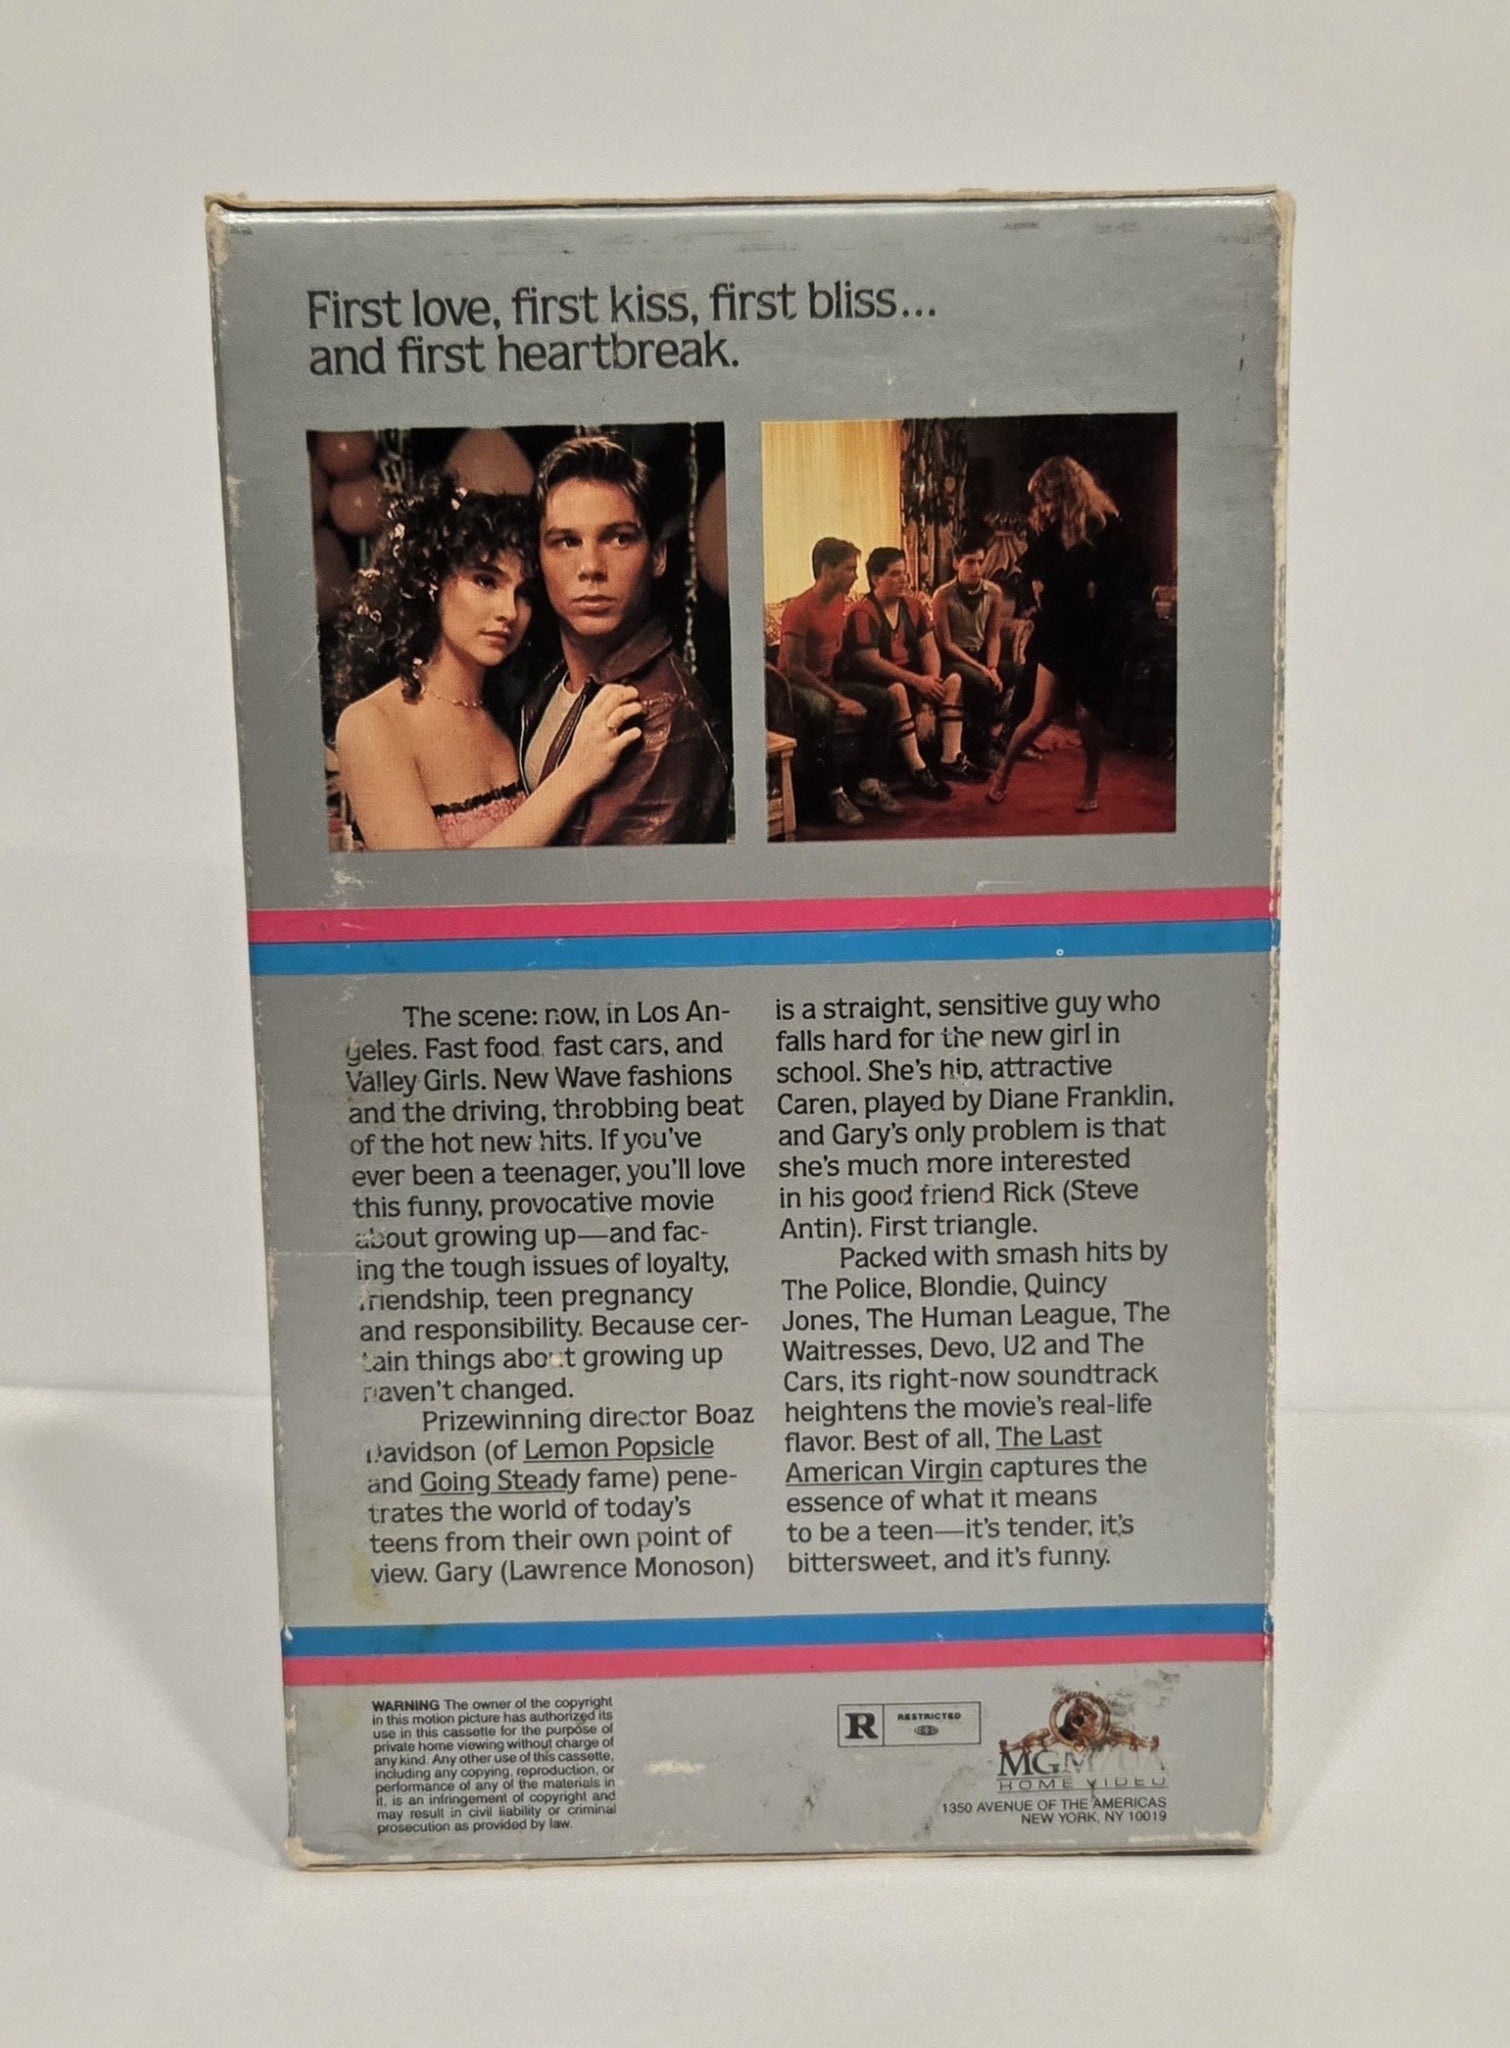 First love, first kiss, first bliss...
and first heartbreak.
The scene: now, in Los An-
geles. Fast food, fast cars, and
Valley Girls. New Wave fashions
and the driving, throbbing beat
of the hot new hits. If you've
ever been a teenager, you'll love
this funny, provocative movie
about growing up—and fac-
ing the tough issues of loyalty,
friendship, teen pregnancy
and responsibility. Because cer-
tain things about growing up
haven't changed.
Prizewinning director Boaz
Davidson (of Lemon Popsicle
and Going Steady fame) pene-
trates the world of today's
teens from their own point of
view. Gary (Lawrence Monoson)
is a straight, sensitive guy who
falls hard for the new girl in
school. She's hip, attractive
Caren, played by Diane Franklin,
and Gary's only problem is that
she's much more interested
in his good friend Rick (Steve
Antin). First triangle.
Packed with smash hits by
The Police, Blondie, Quincy
Jones, The Human League, The
Waitresses, Devo, U2 and The
Cars, its right-now soundtrack
heightens the movie's real-life
flavor. Best of all, The Last
American Virgin captures the
essence of what it means
to be a teen—it's tender, it's
bittersweet, and it's funny.
WARNING The owner of the copyright
in this motion picture has authorized its
use in this cassette for the purpose of
private home viewing without charge of
any kind. Any other use of this cassette,
including any copying, reproduction, or
performance of any of the materials in
it, is an infringement of copyright and
may result in civil liability or criminal
prosecution as provided by law.
R RESTRICTED
HOME VIDEO
1350 AVENUE OF THE AMERICAS
NEW YORK, NY 10019